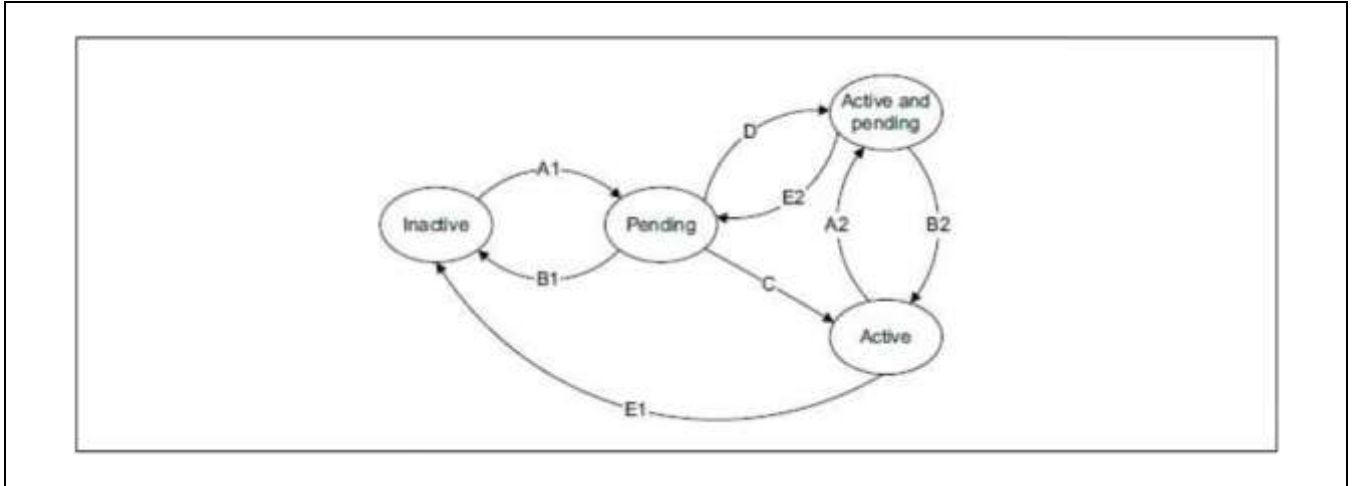 Active and
pending
D
A1
E2
Inactive
Pending
A2
B2
B1
C
Active
E1